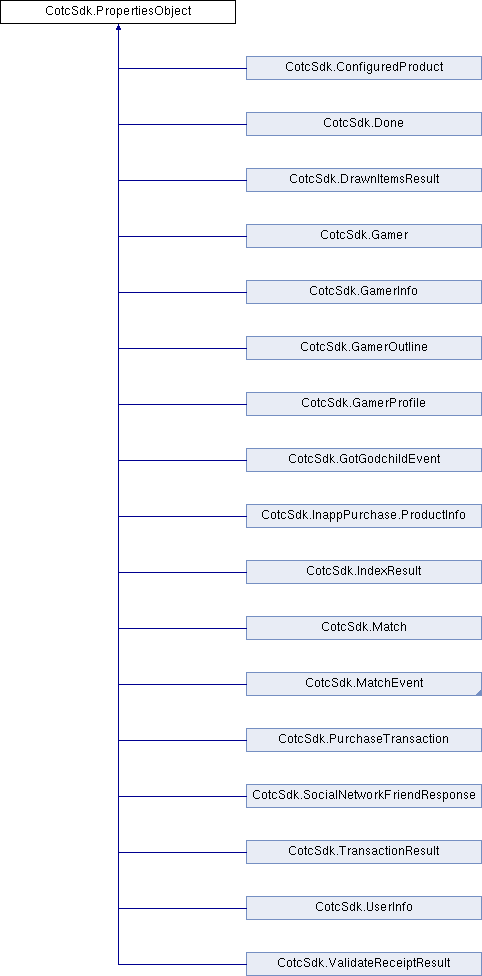 CotcSdk.PropertiesObject
CotcSdk.ConfiguredProduct
CotcSdk.Done
CotcSdk.DrawnItemsResult
CotcSdk.Gamer
CotcSdk.GamerInfo
CotcSdk.GamerOutline
CotcSdk.GamerProfile
CotcSdk.GotGodchildEvent
CotcSdk.InappPurchase.ProductInfo
CotcSdk.IndexResult
CotcSdk.Match
CotcSdk.MatchEvent
CotcSdk.PurchaseTransaction
CotcSdk.SocialNetworkFriendResponse
CotcSdk.TransactionResult
CotcSdk.UserInfo
CotcSdk.ValidateReceiptResult